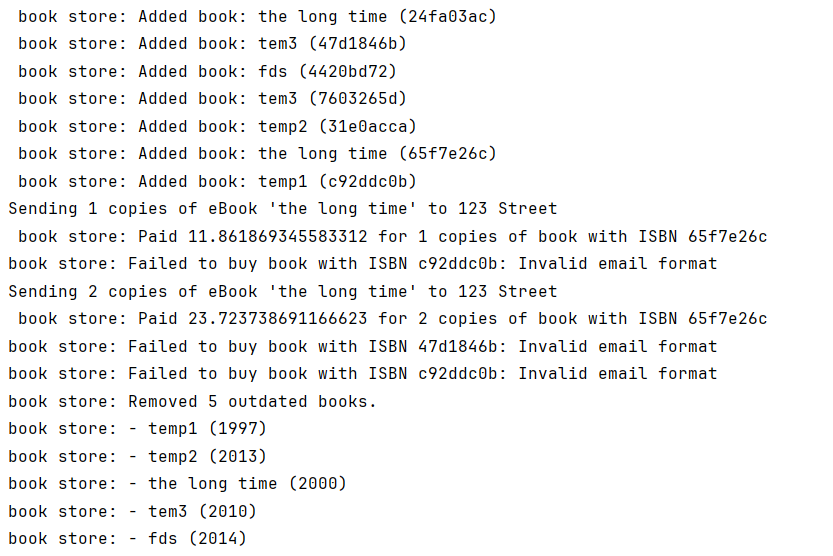 book store: Added book: the long time (24fa03ac)
book store: Added book: tem3 (47d1846b)
book store: Added book: fds (4420bd72)
book store: Added book: tem3 (7603265d)
book store: Added book: temp2 (31e0acca)
book store: Added book: the long time (65f7e26c)
book store: Added book: temp1 (c92ddc0b)
Sending 1 copies of eBook 'the long time' to 123 Street
book store: Paid 11.861869345583312 for 1 copies of book with ISBN 65f7e26c
book store: Failed to buy book with ISBN c92ddc0b: Invalid email format
Sending 2 copies of eBook 'the long time' to 123 Street
book store: Paid 23.723738691166623 for 2 copies of book with ISBN 65f7e26c
book store: Failed to buy book with ISBN 47d1846b: Invalid email format
book store: Failed to buy book with ISBN c92ddc0b: Invalid email format
book store: Removed 5 outdated books.
book store: - temp1 (1997)
book store: - temp2 (2013)
book store: - the long time (2000)
book store: - tem3 (2010)
book store: - fds (2014)